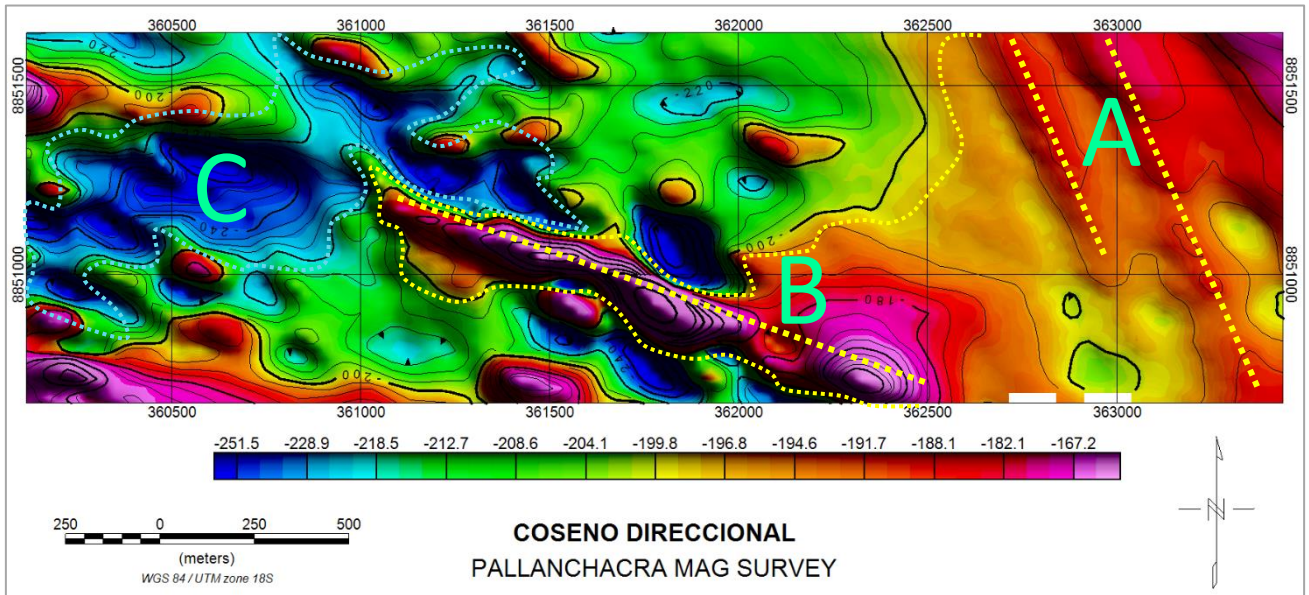 360500 361000 361500 362000 362500 363000
8851500 8851500
8851000 8851000
-220
-200
-220
-240
-200
-180
-240
-200
A
B
C
360500 361000 361500 362000 362500 363000
-251.5 -228.9 -218.5 -212.7 -208.6 -204.1 -199.8 -196.8 -194.6 -191.7 -188.1 -182.1 -167.2
250 0 250 500
(meters)
WGS 84 / UTM zone 18S
COSENO DIRECCIONAL
PALLANCHACRA MAG SURVEY
N